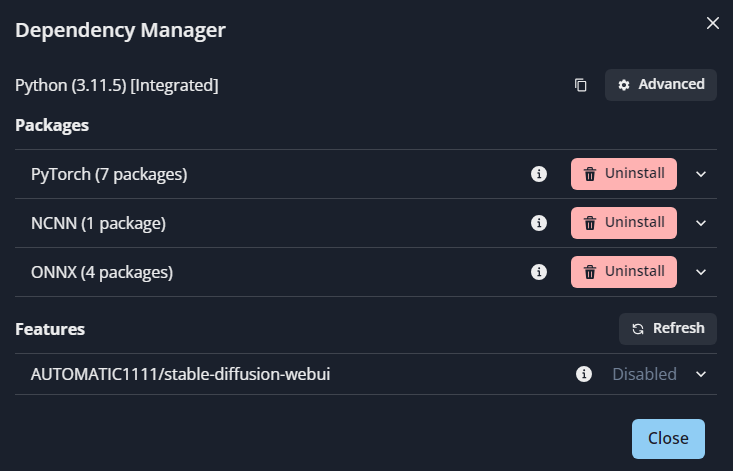 Dependency Manager
Python (3.11.5) [Integrated]
Advanced
Packages
PyTorch (7 packages)
Uninstall
NCNN (1 package)
Uninstall
ONNX (4 packages)
Uninstall
Features
Refresh
AUTOMATIC1111/stable-diffusion-webui
Disabled
Close